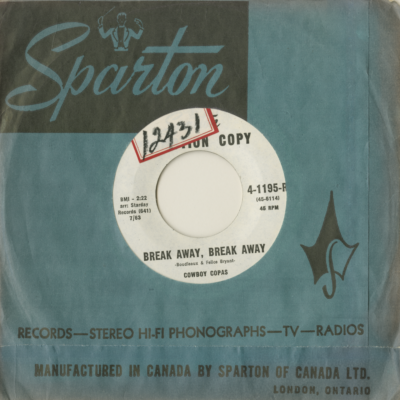 Sparton
12431
TION COPY
BMI - 2:22
arr: Starday
Records (641)
7/65
4-1195-R
(45-8114)
45 RPM
BREAK AWAY, BREAK AWAY
(Boudleaux & Felice Bryant)
COWBOY COPAS
RECORDS—STEREO HI-FI PHONOGRAPHS—TV—RADIOS
MANUFACTURED IN CANADA BY SPARTON OF CANADA LTD.
LONDON, ONTARIO